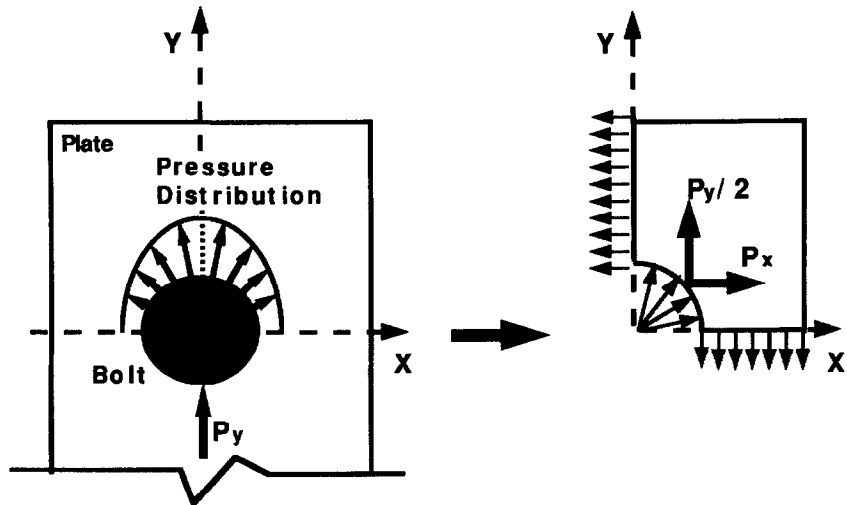 Y
Plate
Pressure
Distribution
X
Bolt
Py
Y
Py/2
Px
X